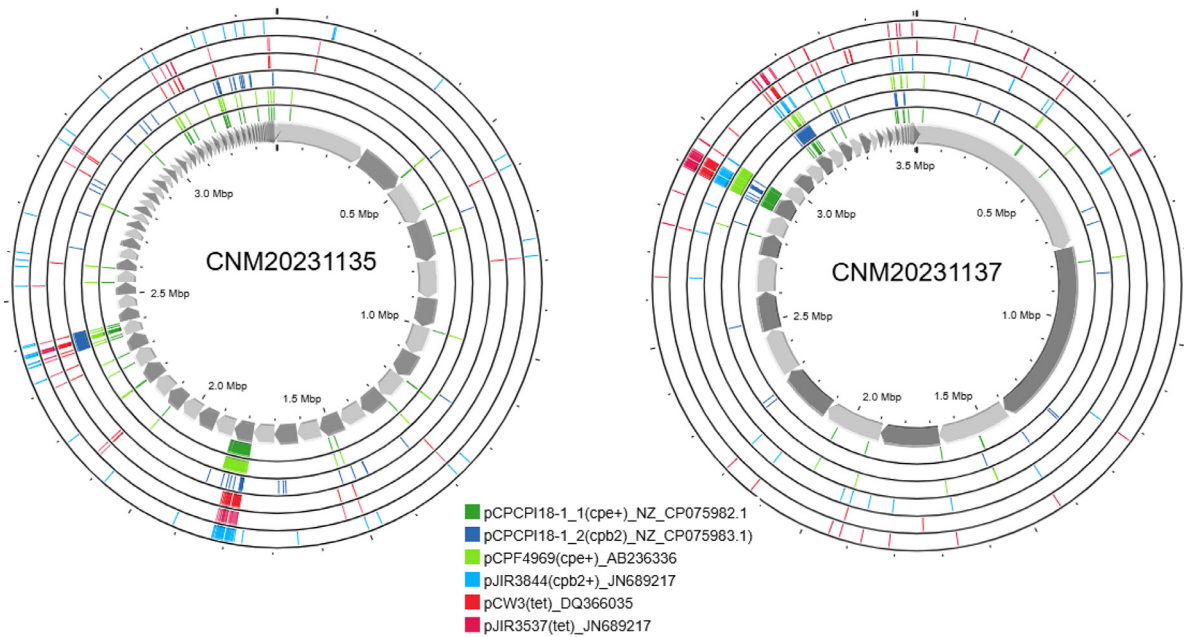 CNM20231135
0.5 Mbp
1.0 Mbp
1.5 Mbp
2.0 Mbp
2.5 Mbp
3.0 Mbp
CNM20231137
0.5 Mbp
1.0 Mbp
1.5 Mbp
2.0 Mbp
2.5 Mbp
3.0 Mbp
3.5 Mbp
pCPCPI18-1_1(cpe+)_NZ_CP075982.1
pCPCPI18-1_2(cpb2)_NZ_CP075983.1)
pCPF4969(cpe+)_AB236336
pJIR3844(cpb2+)_JN689217
pCW3(tet)_DQ366035
pJIR3537(tet)_JN689217